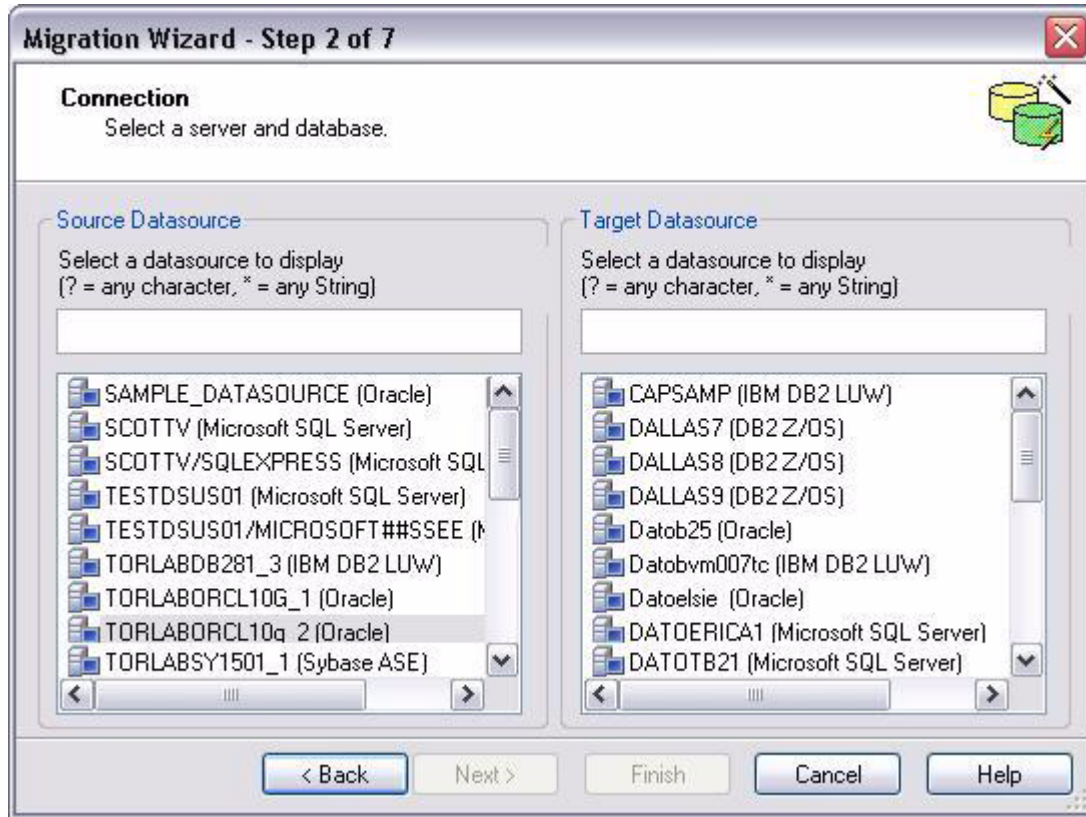 Migration Wizard - Step 2 of 7
Connection
Select a server and database.
Source Datasource
Select a datasource to display
(? = any character, * = any String)
SAMPLE_DATASOURCE (Oracle)
SCOTTV (Microsoft SQL Server)
SCOTTV/SQLEXPRESS (Microsoft SQL
TESTDSUS01 (Microsoft SQL Server)
TESTDSUS01/MICROSOFT##SSEE (M
TORLABDB281_3 (IBM DB2 LUW)
TORLABORCL10G_1 (Oracle)
TORLABORCL10g_2 (Oracle)
TORLABSY1501_1 (Sybase ASE)
Target Datasource
Select a datasource to display
(? = any character, * = any String)
CAPSAMP (IBM DB2 LUW)
DALLAS7 (DB2 Z/OS)
DALLAS8 (DB2 Z/OS)
DALLAS9 (DB2 Z/OS)
Datob25 (Oracle)
Datobvm007tc (IBM DB2 LUW)
Datoelsie (Oracle)
DATOERICA1 (Microsoft SQL Server)
DATOTB21 (Microsoft SQL Server)
< Back
Next >
Finish
Cancel
Help